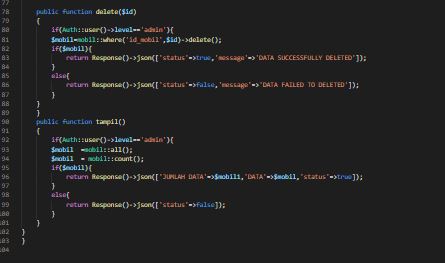 77
78 public function delete($id)
79 {
80 if(Auth::user()->level=='admin'){
81 $mobil=mobil::where('id_mobil',$id)->delete();
82 if($mobil){
83 return Response()->json(['status'=>true,'message'=>'DATA SUCCESSFULLY DELETED']);
84 }
85 else{
86 return Response()->json(['status'=>false,'message'=>'DATA FAILED TO DELETED']);
87 }
88 }
89 }
90 public function tampil()
91 {
92 if(Auth::user()->level=='admin'){
93 $mobil =mobil::all();
94 $mobil = mobil::count();
95 if($mobil){
96 return Response()->json(['JUMLAH DATA'=>$mobil1,'DATA'=>$mobil,'status'=>true]);
97 }
98 else{
99 return Response()->json(['status'=>false]);
100 }
101 }
102 }
103 }
104